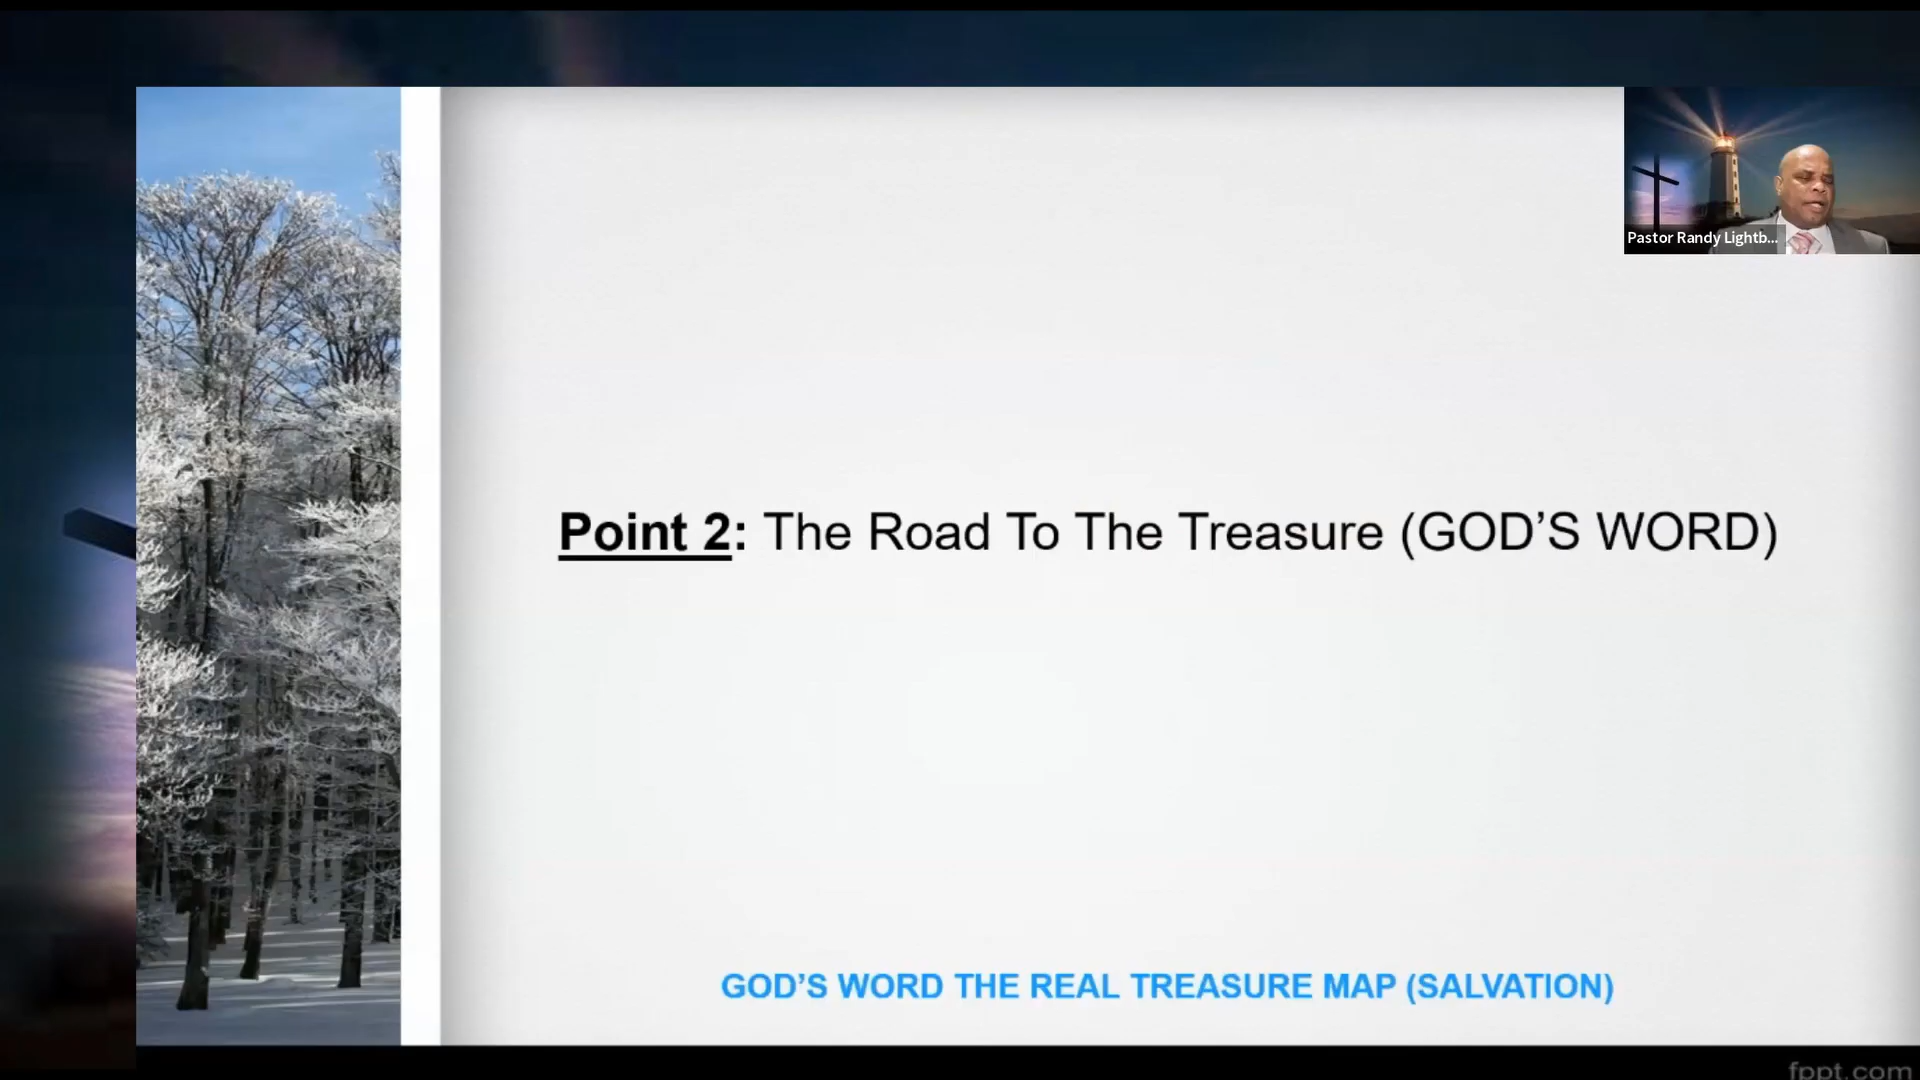 Pastor Randy Lightb...
Point 2: The Road To The Treasure (GOD’S WORD)
GOD’S WORD THE REAL TREASURE MAP (SALVATION)
fppt.com